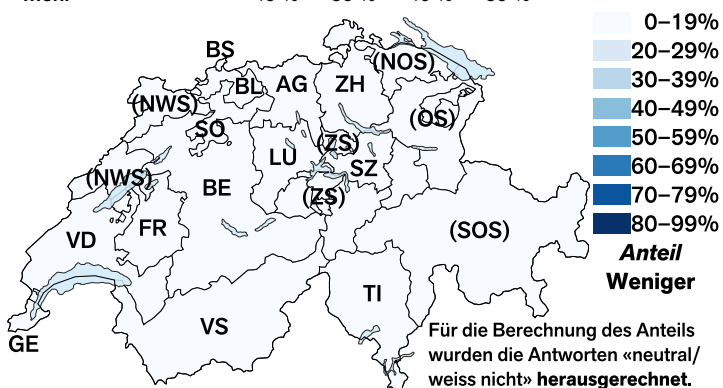 BS
(NOS)
BL
AG
ZH
(NWS)
(OS)
SO
(ZS)
LU
SZ
(NWS)
BE
(ZS)
FR
(SOS)
VD
TI
VS
GE
0–19%
20–29%
30–39%
40–49%
50–59%
60–69%
70–79%
80–99%
Anteil
Weniger
Für die Berechnung des Anteils
wurden die Antworten «neutral/
weiss nicht» herausgerechnet.